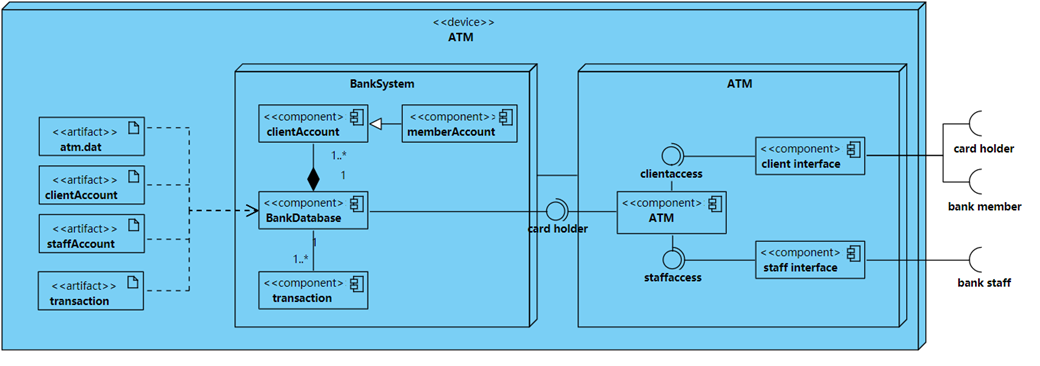 <<device>>
ATM
BankSystem
<<component>>
clientAccount
<<component>>
memberAccount
1..*
1
<<component>>
BankDatabase
1
1..*
<<component>>
transaction
<<artifact>>
atm.dat
<<artifact>>
clientAccount
<<artifact>>
staffAccount
<<artifact>>
transaction
ATM
<<component>>
client interface
clientaccess
<<component>>
ATM
card holder
staffaccess
<<component>>
staff interface
card holder
bank member
bank staff